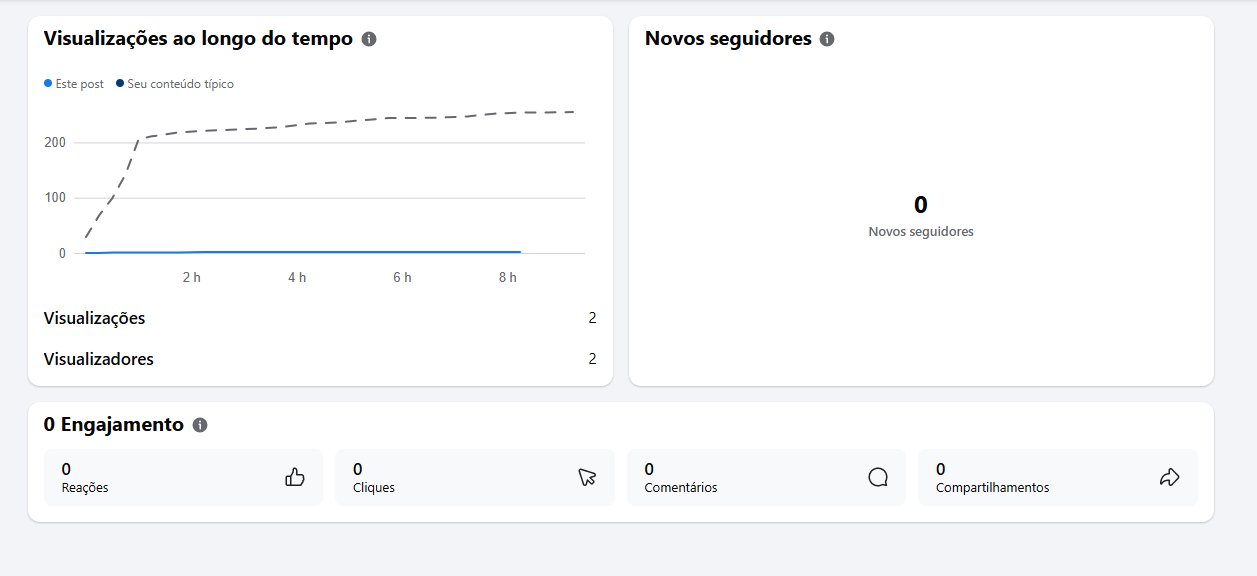 Visualizações ao longo do tempo
Este post Seu conteúdo típico
200
100
0
2 h 4 h 6 h 8 h
Visualizações 2
Visualizadores 2
Novos seguidores
0
Novos seguidores
0 Engajamento
0
Reações
0
Cliques
0
Comentários
0
Compartilhamentos